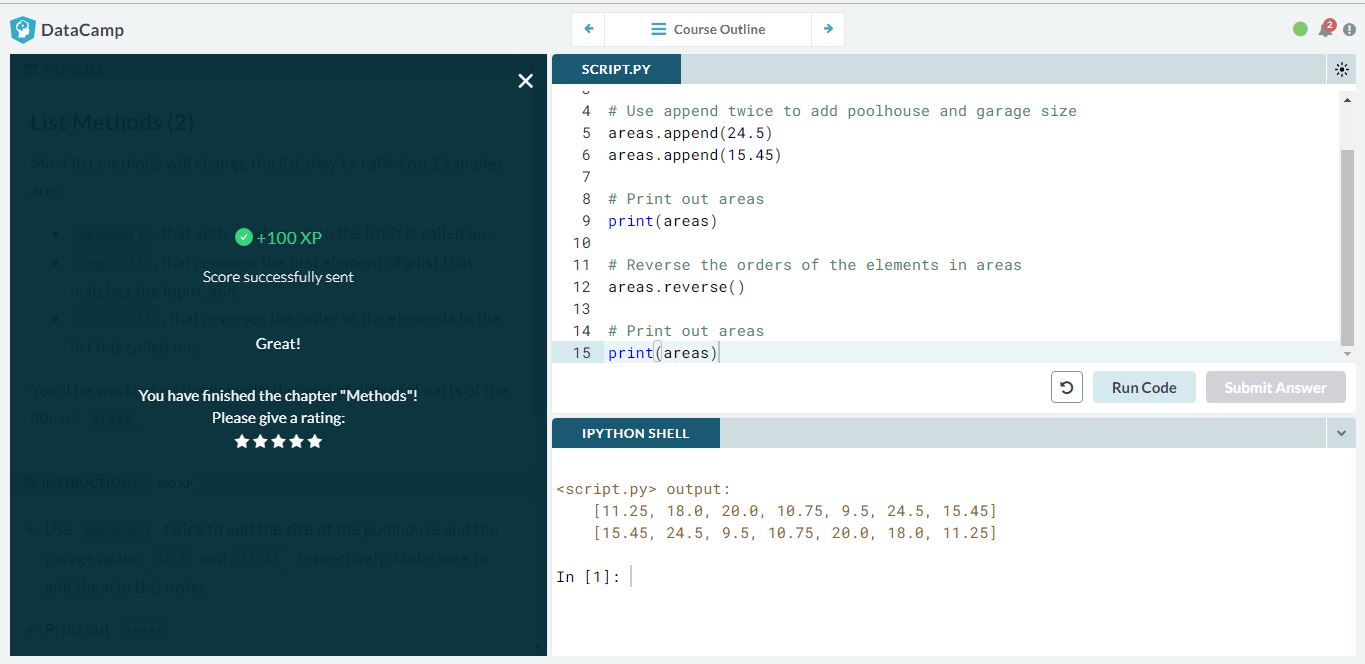 DataCamp
Course Outline
2
EXERCISE
List Methods (2)
Most list methods will change the list they're called on. Examples
are:
append() , that adds
to the list it is called on,
remove() , that removes the first element of a list that
matches the input, and
reverse() , that reverses the order of the elements in the
list it is called on.
You'll be working
parts of the
house: areas .
+100 XP
Score successfully sent
Great!
You have finished the chapter "Methods"!
Please give a rating:
INSTRUCTIONS 100 XP
Use append() twice to add the size of the poolhouse and the
garage again: 24.5 and 15.45 , respectively. Make sure to
add them in this order.
Print out areas
SCRIPT.PY
4 # Use append twice to add poolhouse and garage size
5 areas.append(24.5)
6 areas.append(15.45)
7
8 # Print out areas
9 print(areas)
10
11 # Reverse the orders of the elements in areas
12 areas.reverse()
13
14 # Print out areas
15 print(areas)
Run Code
Submit Answer
IPYTHON SHELL
<script.py> output:
[11.25, 18.0, 20.0, 10.75, 9.5, 24.5, 15.45]
[15.45, 24.5, 9.5, 10.75, 20.0, 18.0, 11.25]
In [1]: